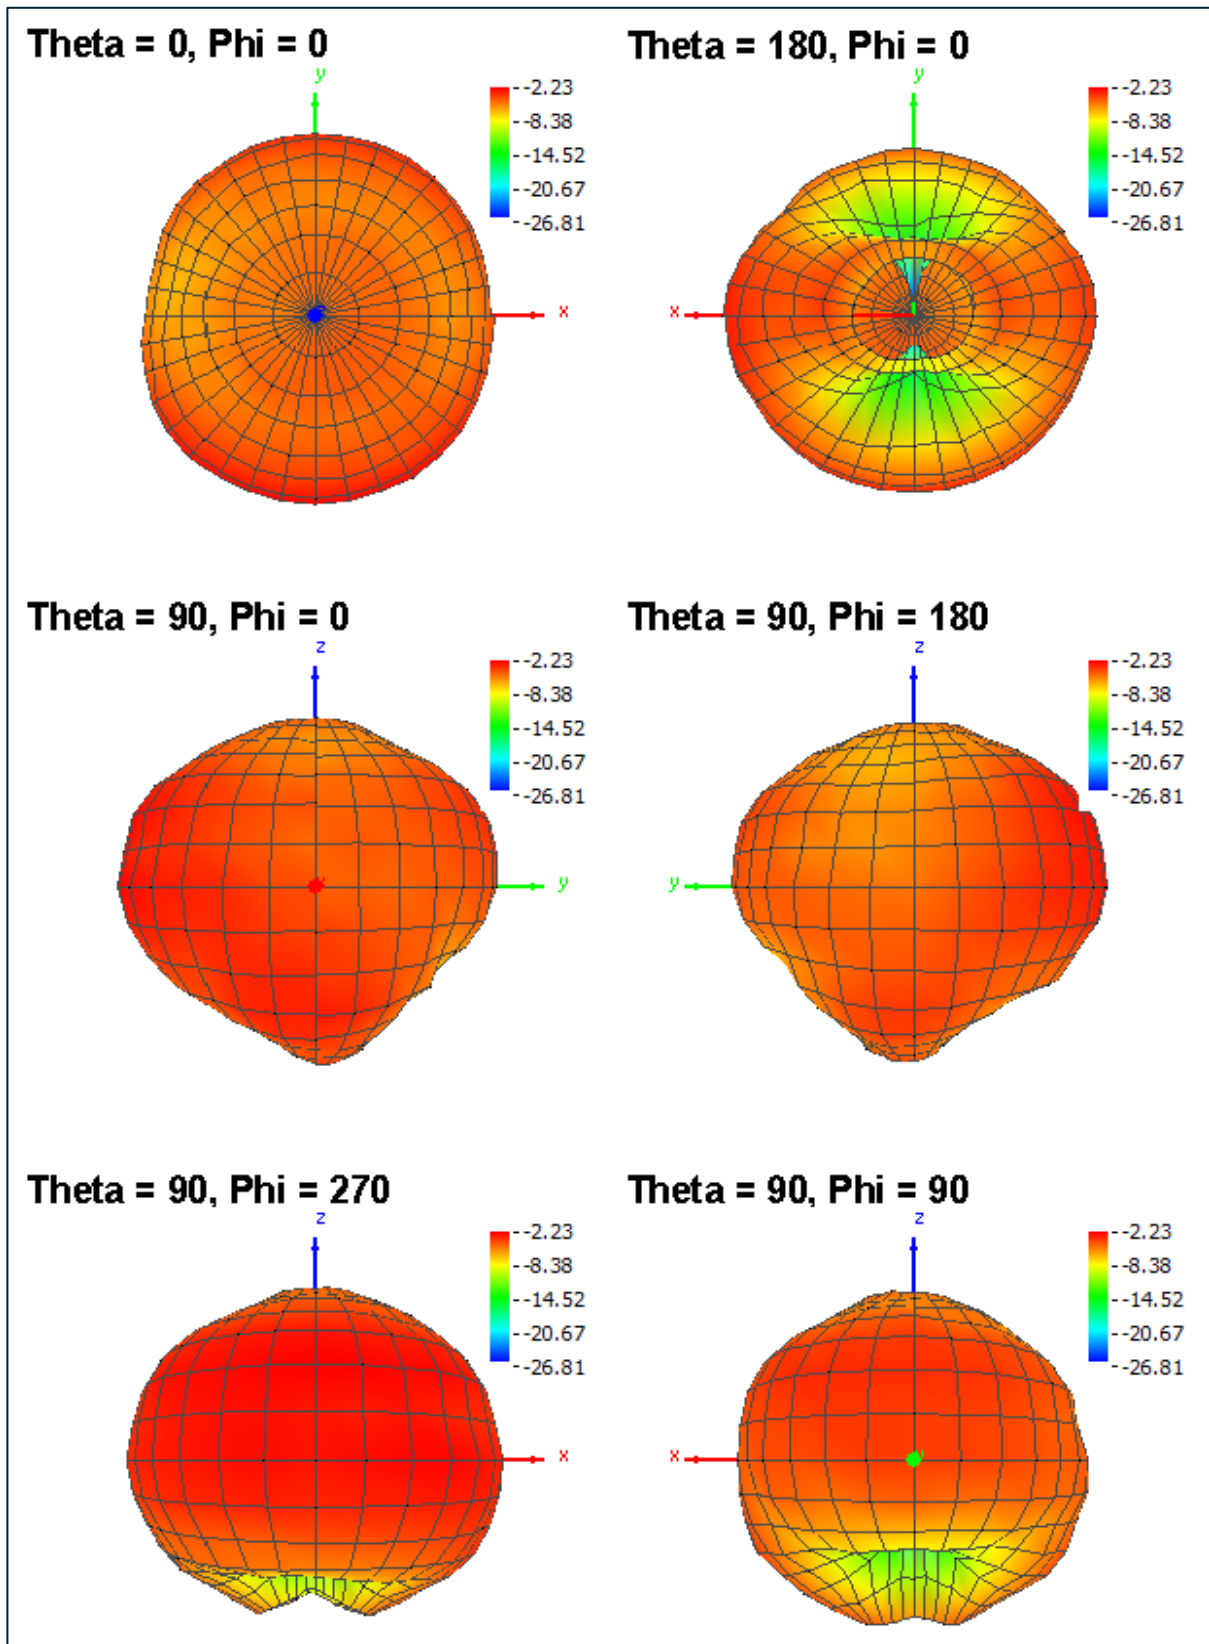 Theta = 0, Phi = 0
y
--2.23
--8.38
--14.52
--20.67
--26.81
x
Theta = 180, Phi = 0
y
--2.23
--8.38
--14.52
--20.67
--26.81
x
Theta = 90, Phi = 0
z
--2.23
--8.38
--14.52
--20.67
--26.81
y
Theta = 90, Phi = 180
z
--2.23
--8.38
--14.52
--20.67
--26.81
y
Theta = 90, Phi = 270
z
--2.23
--8.38
--14.52
--20.67
--26.81
x
Theta = 90, Phi = 90
z
--2.23
--8.38
--14.52
--20.67
--26.81
x